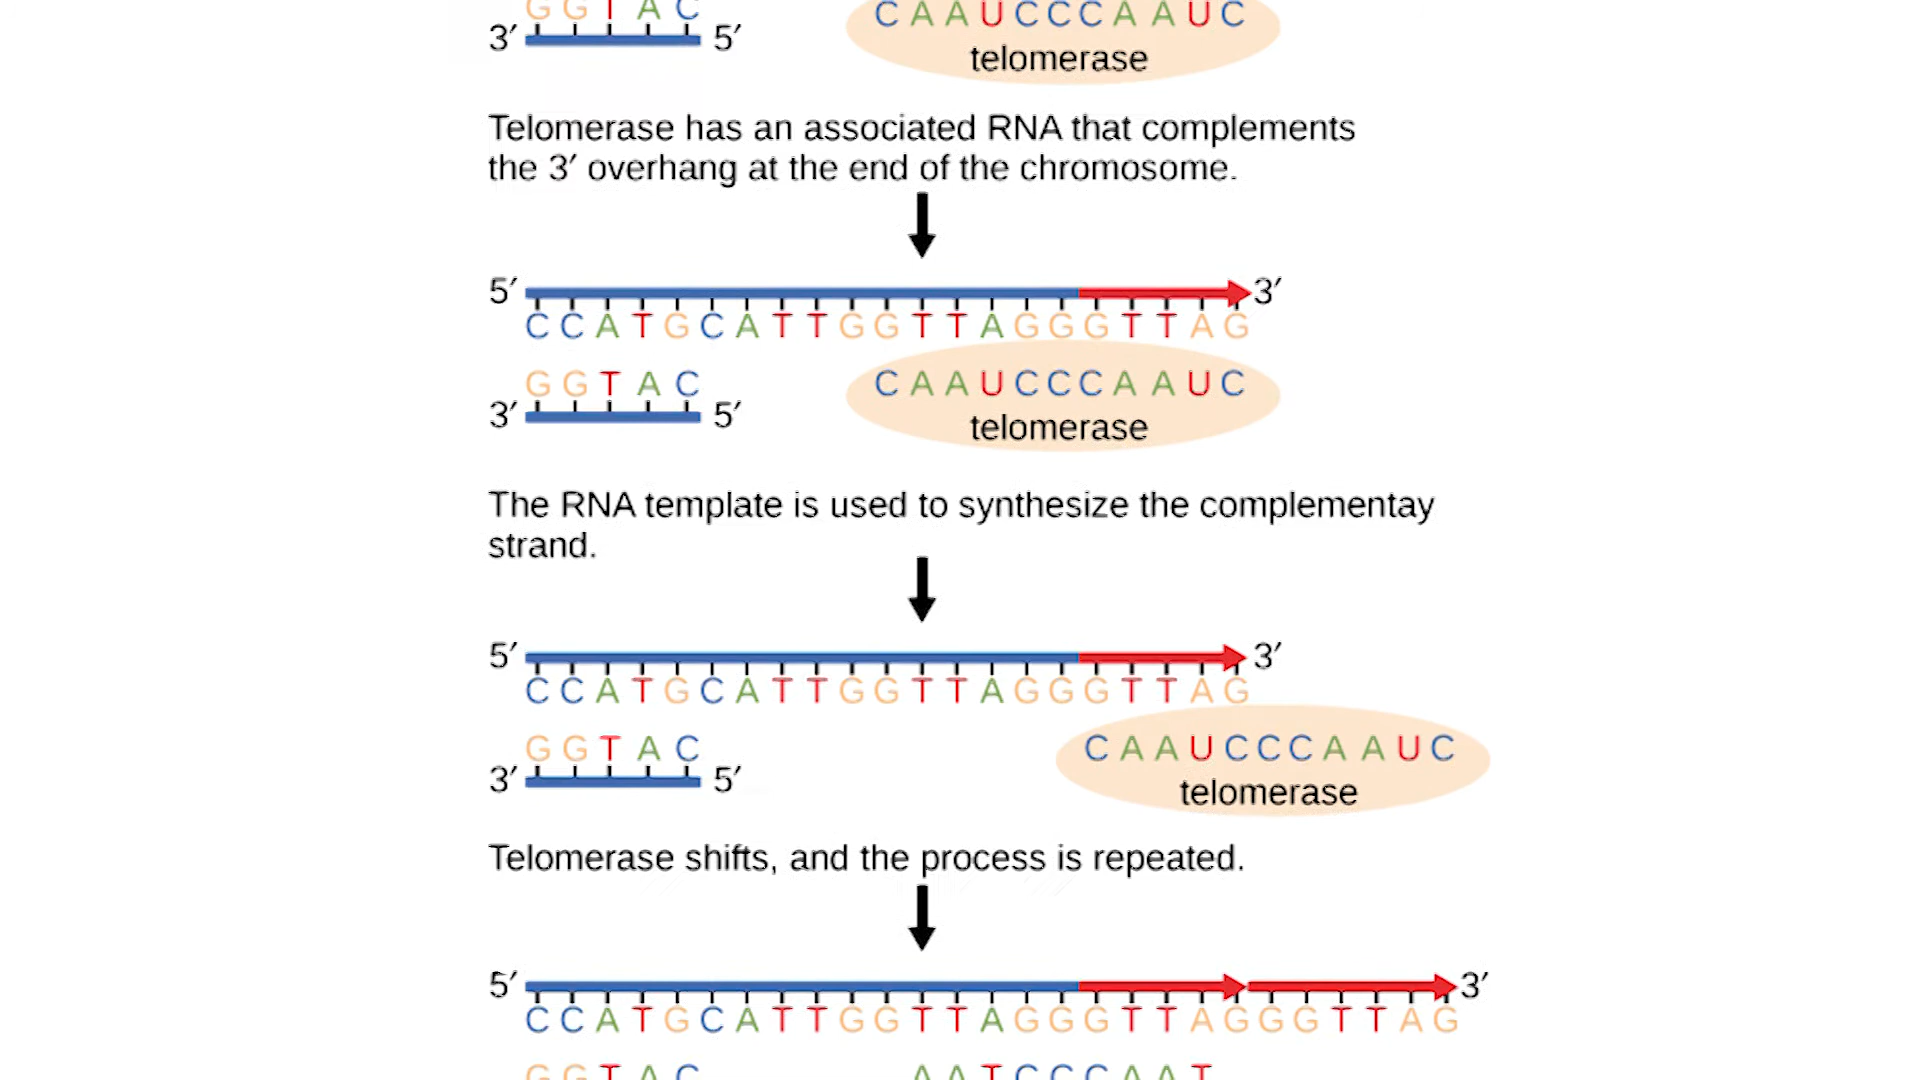 G G T A C
3′ 5′
C A A U C C C A A U C
telomerase
Telomerase has an associated RNA that complements
the 3′ overhang at the end of the chromosome.
5′ 3′
C C A T G C A T T G G T T A G G G T T A G
G G T A C
3′ 5′
C A A U C C C A A U C
telomerase
The RNA template is used to synthesize the complementay
strand.
5′ 3′
C C A T G C A T T G G T T A G G G T T A G
G G T A C
3′ 5′
C A A U C C C A A U C
telomerase
Telomerase shifts, and the process is repeated.
5′ 3′
C C A T G C A T T G G T T A G G G T T A G G G T T A G
G G T A C A A T C C C A A T